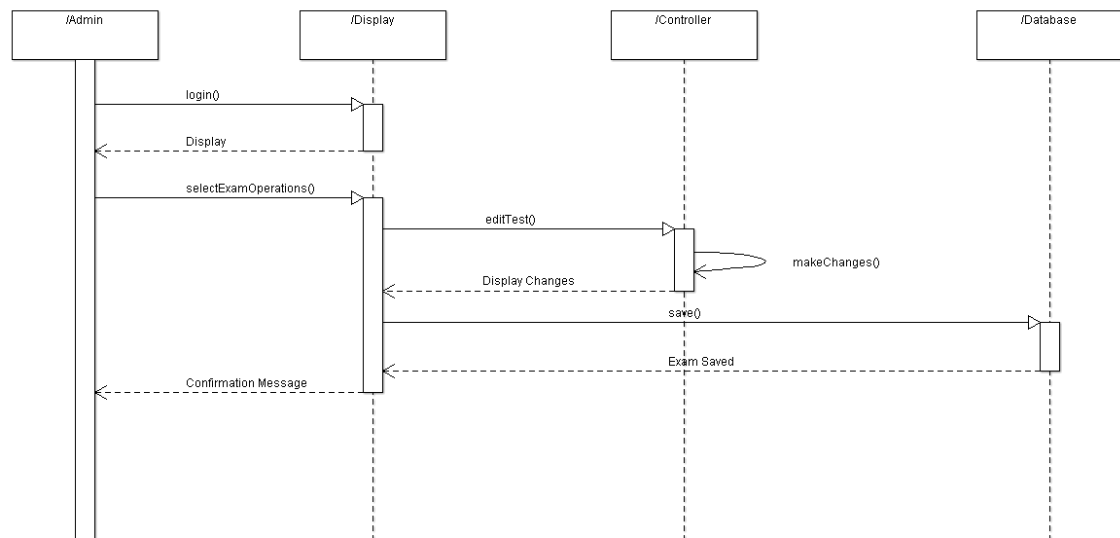 /Admin
/Display
/Controller
/Database
login()
Display
selectExamOperations()
editTest()
makeChanges()
Display Changes
save()
Exam Saved
Confirmation Message